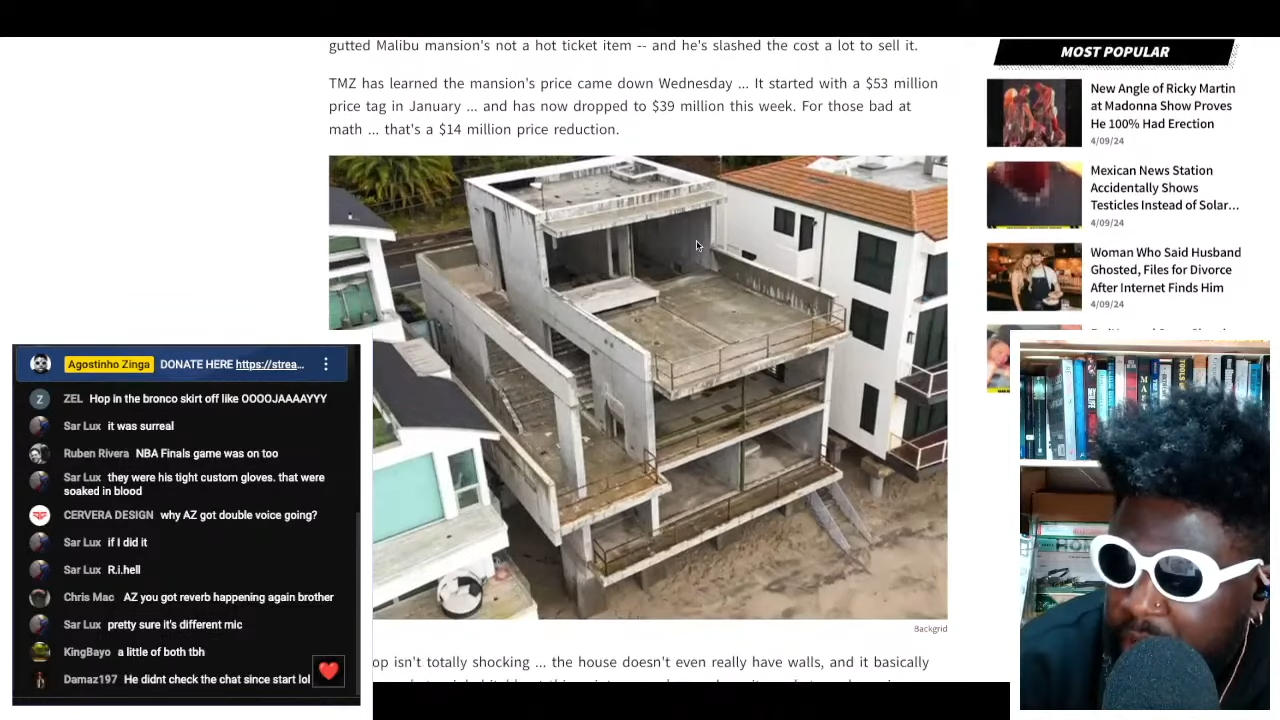 gutted Malibu mansion's not a hot ticket item -- and he's slashed the cost a lot to sell it.
TMZ has learned the mansion's price came down Wednesday ... It started with a $53 million
price tag in January ... and has now dropped to $39 million this week. For those bad at
math ... that's a $14 million price reduction.
Backgrid
op isn't totally shocking ... the house doesn't even really have walls, and it basically
MOST POPULAR
New Angle of Ricky Martin
at Madonna Show Proves
He 100% Had Erection
4/09/24
Mexican News Station
Accidentally Shows
Testicles Instead of Solar...
4/09/24
Woman Who Said Husband
Ghosted, Files for Divorce
After Internet Finds Him
4/09/24
Agostinho Zinga DONATE HERE https://strea...
Z ZEL Hop in the bronco skirt off like OOOOJAAAAYYY
Sar Lux it was surreal
Ruben Rivera NBA Finals game was on too
Sar Lux they were his tight custom gloves. that were
soaked in blood
CERVERA DESIGN why AZ got double voice going?
Sar Lux if I did it
Sar Lux R.i.hell
Chris Mac AZ you got reverb happening again brother
Sar Lux pretty sure it's different mic
KingBayo a little of both tbh
Damaz197 He didnt check the chat since start lol